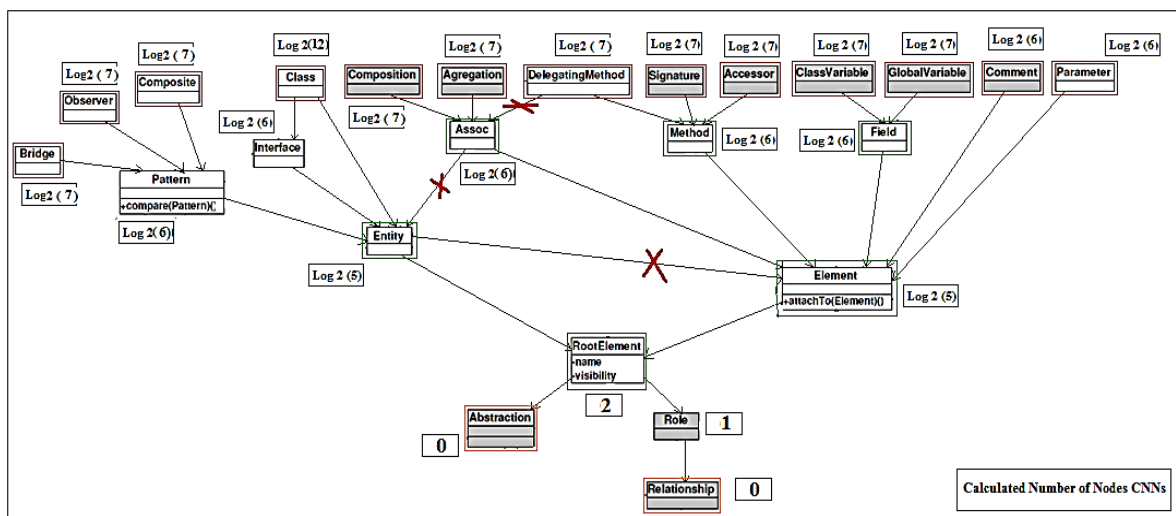 Log2 ( 7)
Log 2(12)
Log2 ( 7)
Log2 ( 7)
Log 2 (7)
Log 2 (7)
Log 2 (7)
Log 2 (7)
Log 2 (6)
Log 2 (6)
Log2 ( 7)
Composite
Class
Composition
Agregation
DelegatingMethod
Signature
Accessor
ClassVariable
GlobalVariable
Comment
Parameter
Observer
Log 2 (6)
Log2 ( 7)
Assoc
Method
Log 2 (6)
Log 2 (6)
Field
Bridge
Interface
Log2 ( 7)
Pattern
+compare(Pattern)()
Log 2(6)
Log 2(6)
Entity
Log 2 (5)
Element
+attachTo(Element)()
Log 2 (5)
RootElement
-name
-visibility
2
Abstraction
0
Role
1
Relationship
0
Calculated Number of Nodes CNNs